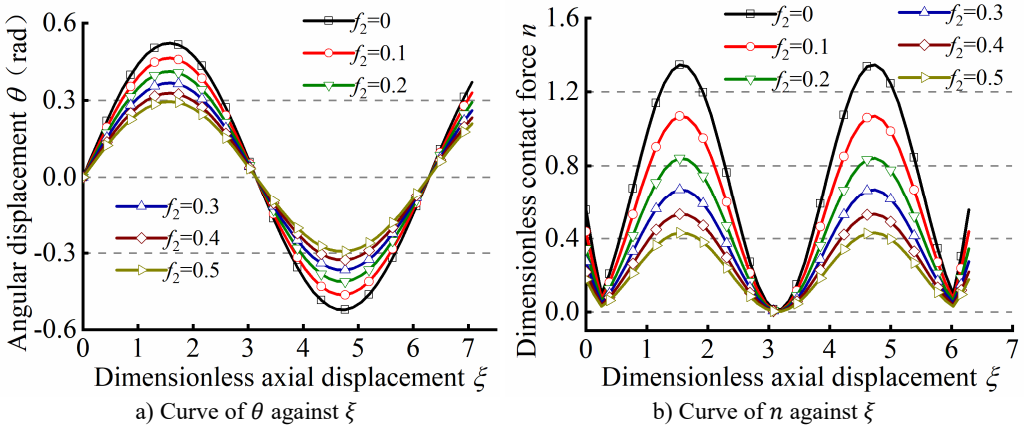 Angular displacement θ (rad)
0.6
0.3
0.0
-0.3
-0.6
f₂=0
f₂=0.1
f₂=0.2
f₂=0.3
f₂=0.4
f₂=0.5
0 1 2 3 4 5 6 7
Dimensionless axial displacement ξ
a) Curve of θ against ξ
Dimensionless contact force n
1.6
1.2
0.8
0.4
0.0
f₂=0
f₂=0.1
f₂=0.2
f₂=0.3
f₂=0.4
f₂=0.5
0 1 2 3 4 5 6 7
Dimensionless axial displacement ξ
b) Curve of n against ξ